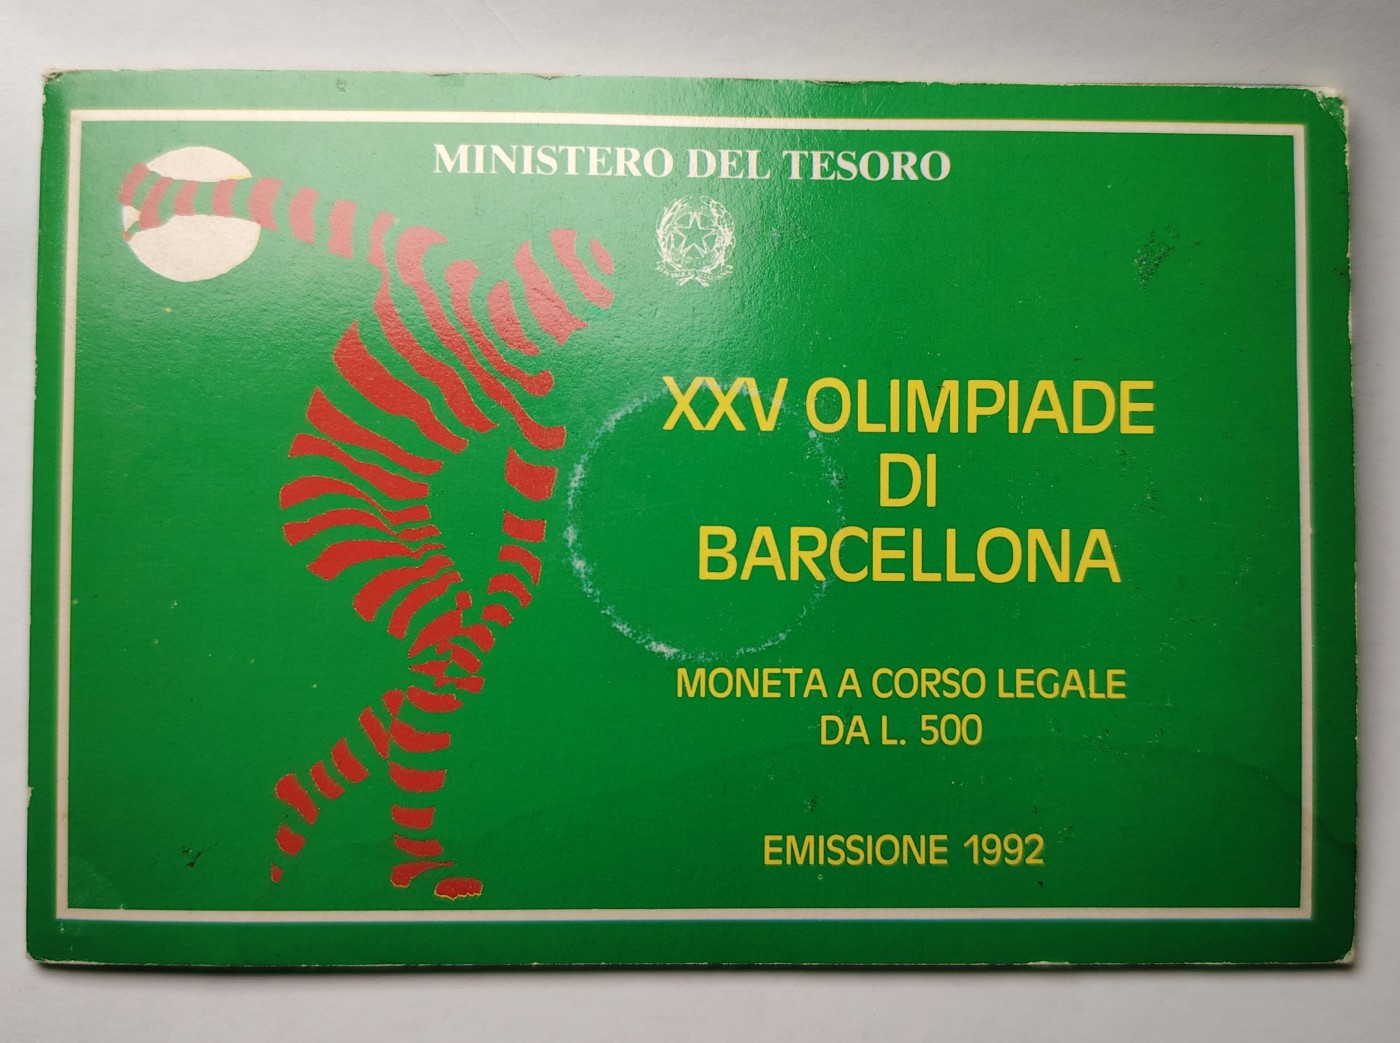 MINISTERO DEL TESORO
XXV OLIMPIADE
DI
BARCELLONA
MONETA A CORSO LEGALE
DA L. 500
EMISSIONE 1992